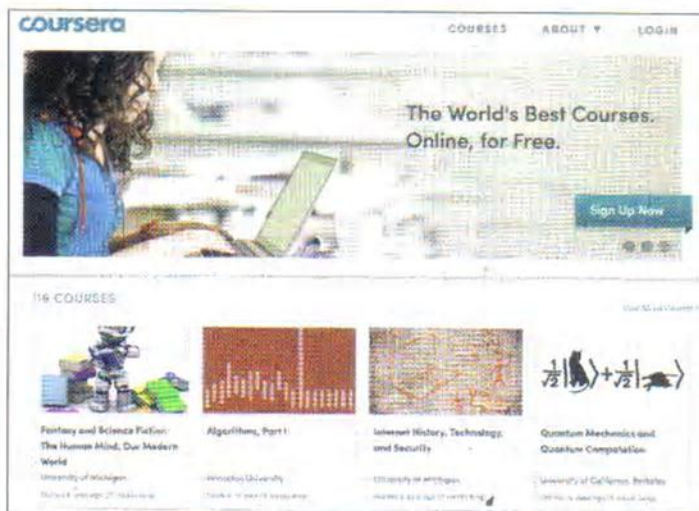 coursera
COURSES ABOUT ▼ LOGIN
The World's Best Courses.
Online, for Free.
Sign Up Now
116 COURSES
Fantasy and Science Fiction:
The Human Mind, Our Modern
World
University of Michigan
Algorithms, Part I
Princeton University
Internet History, Technology,
and Security
University of Michigan
Quantum Mechanics and
Quantum Computation
University of California, Berkeley